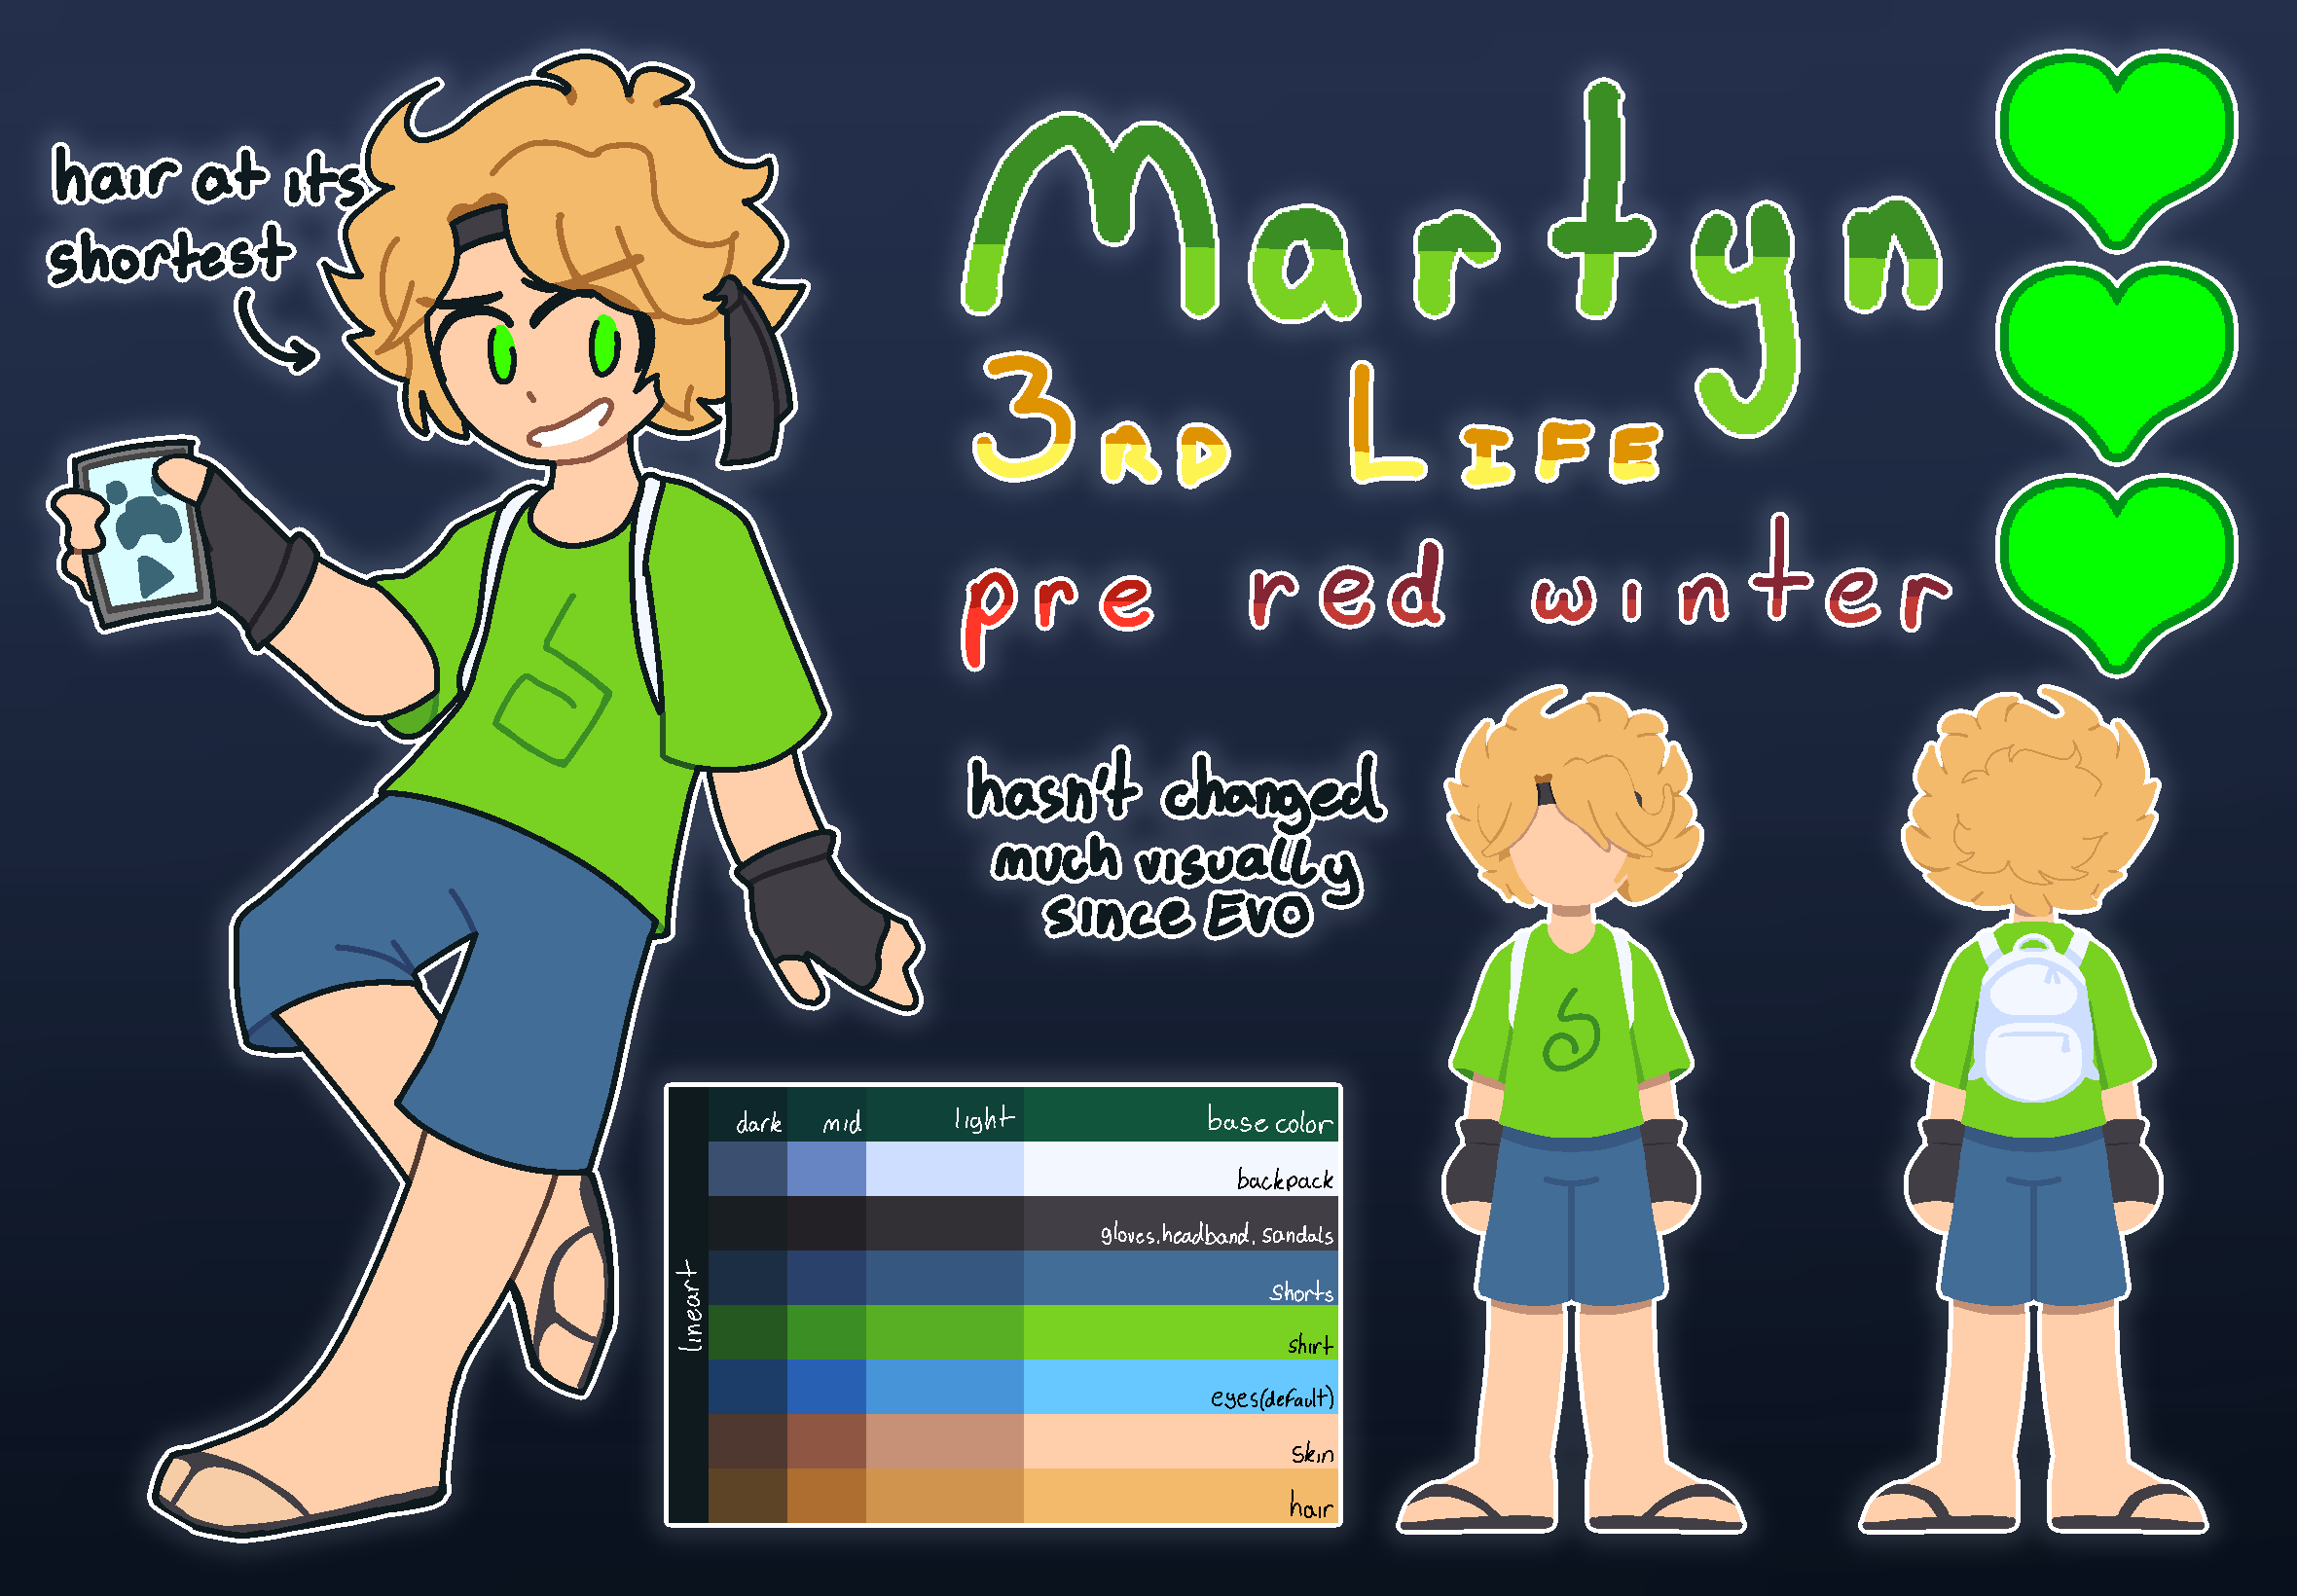 hair at its
shortest
Martyn
3RD LIFE
pre red winter
hasn't changed
much visually
since EVO
lineart
dark mid light base color
backpack
gloves, headband, sandals
shorts
shirt
eyes(default)
skin
hair